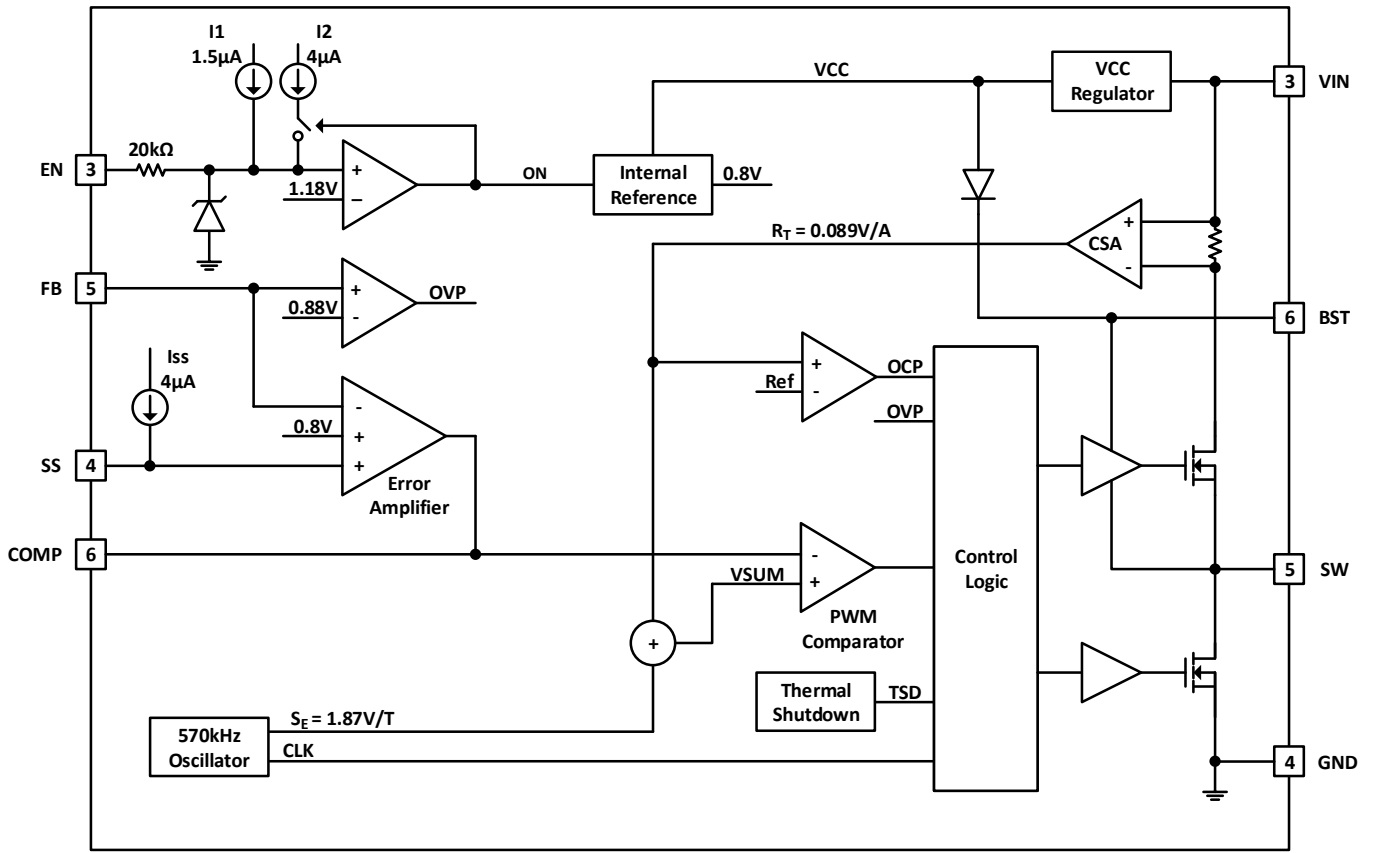 I1
1.5µA
I2
4µA
VCC
VCC
Regulator
3
VIN
EN
3
20kΩ
+
1.18V
−
ON
Internal
Reference
0.8V
RT = 0.089V/A
CSA
+
-
FB
5
+
0.88V
-
OVP
6
BST
Iss
4µA
+
Ref
-
OCP
OVP
-
0.8V
+
SS
4
+
Error
Amplifier
COMP
6
-
VSUM
+
PWM
Comparator
Control
Logic
5
SW
+
Thermal
Shutdown
TSD
570kHz
Oscillator
SE = 1.87V/T
CLK
4
GND